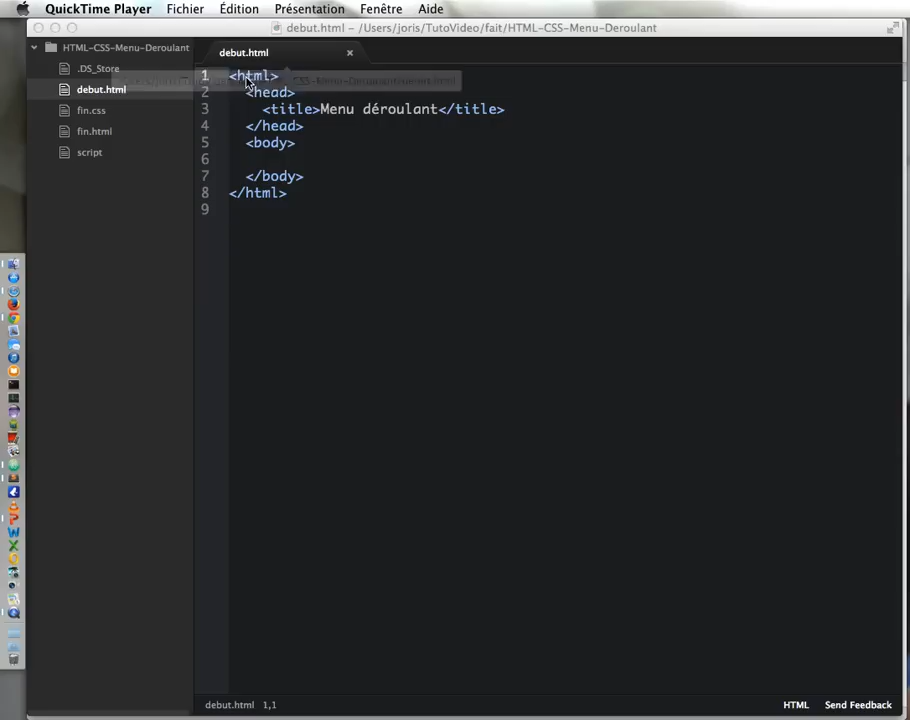 QuickTime Player Fichier Édition Présentation Fenêtre Aide
debut.html – /Users/joris/TutoVideo/fait/HTML-CSS-Menu-Deroulant
HTML-CSS-Menu-Deroulant
.DS_Store
debut.html
fin.css
fin.html
script
debut.html
1 <html>
2 <head>
3 <title>Menu déroulant</title>
4 </head>
5 <body>
6
7 </body>
8 </html>
9
debut.html 1,1 HTML Send Feedback